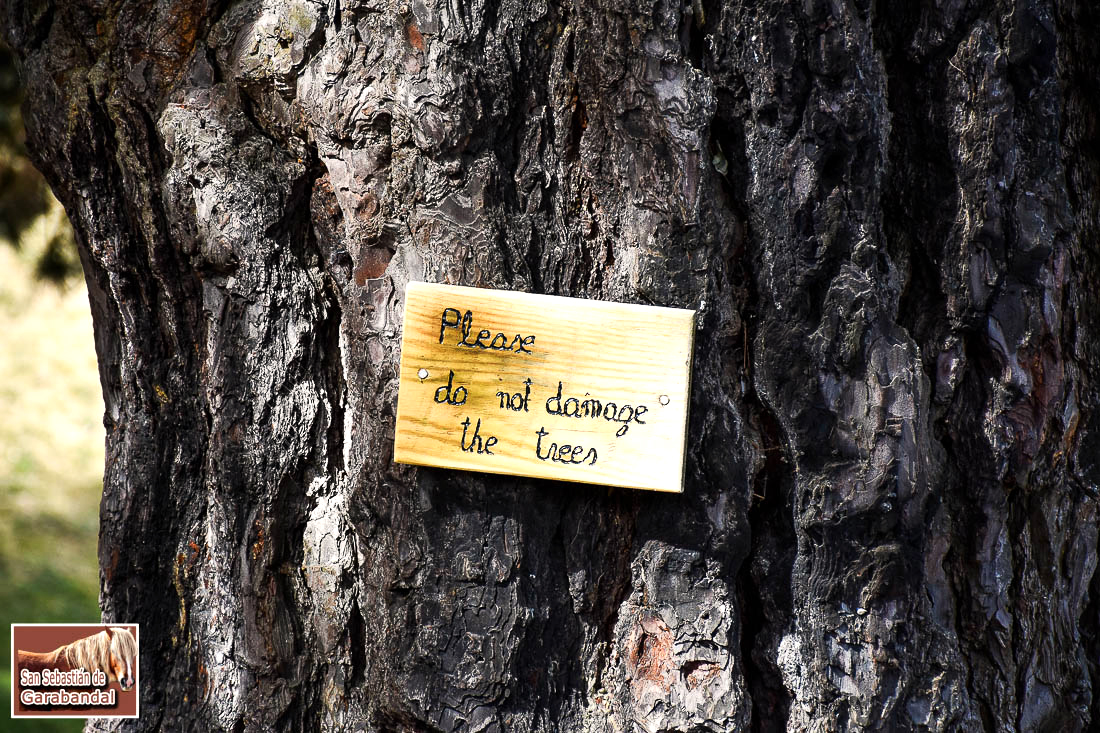 Please
do not damage
the trees
San Sebastián de
Garabandal